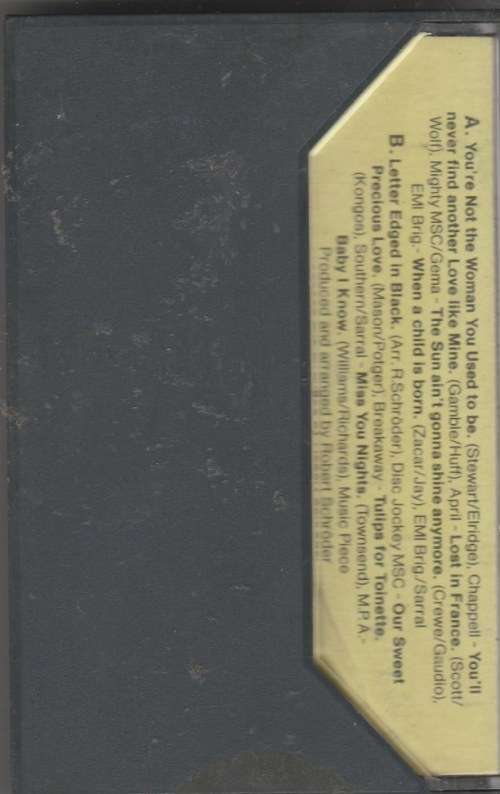 A. You're Not the Woman You Used to be. (Stewart/Elridge), Chappell - You'll
never find another Love like Mine. (Gamble/Huff), April - Lost in France. (Scott/
Wolf), Mighty MSC/Gema - The Sun ain't gonna shine anymore. (Crewe/Gaudio),
EMI Brig.- When a child is born. (Zacar/Jay), EMI Brig./Sarral
B. Letter Edged in Black. (Arr. R.Schröder), Disc Jockey MSC - Our Sweet
Precious Love. (Mason/Potger), Breakaway - Tulips for Toinette.
(Kongos), Southern/Sarral - Miss You Nights. (Townsend), M.P.A.-
Baby I Know. (Williams/Richards), Music Piece
Produced and arranged by Robert Schröder